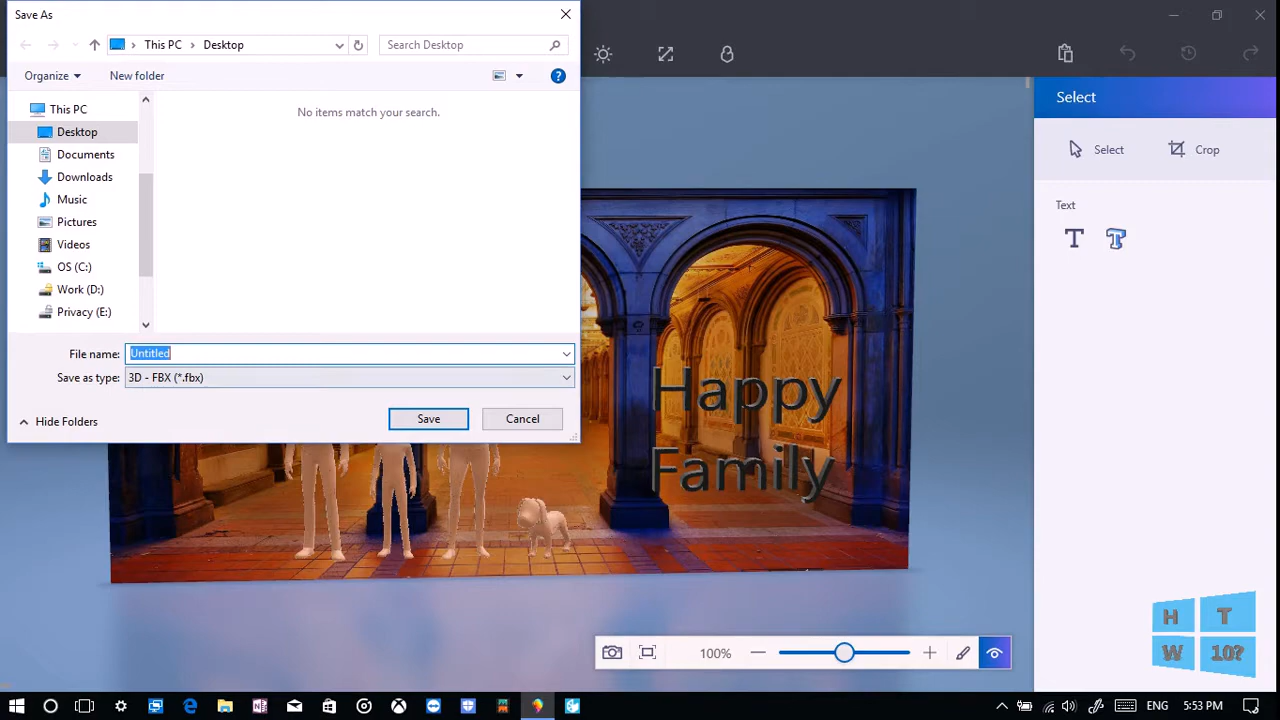 Save As
This PC
Desktop
Search Desktop
Organize
New folder
This PC
Desktop
Documents
Downloads
Music
Pictures
Videos
OS (C:)
Work (D:)
Privacy (E:)
No items match your search.
File name:
Untitled
Save as type:
3D - FBX (*.fbx)
Hide Folders
Save
Cancel
Select
Select
Crop
Text
Happy
Family
H T
W 10?
100%
ENG
5:53 PM